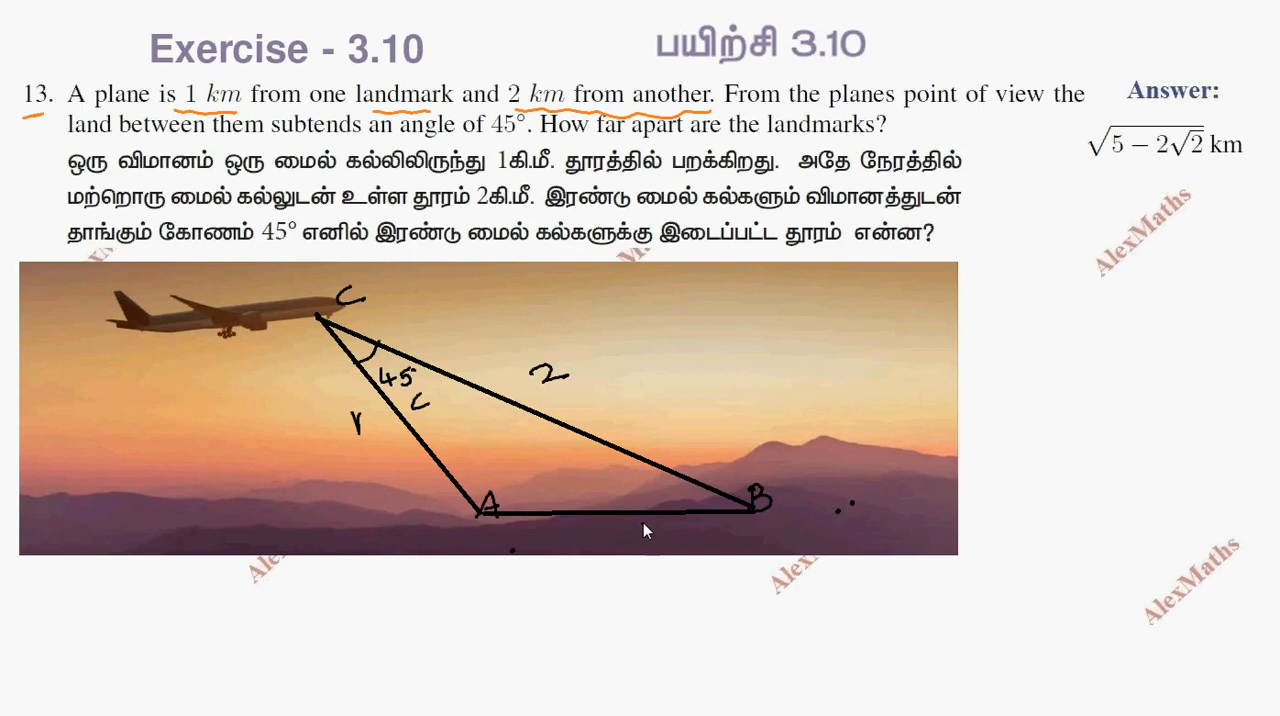 Exercise - 3.10
பயிற்சி 3.10
13. A plane is 1 km from one landmark and 2 km from another. From the planes point of view the
land between them subtends an angle of 45°. How far apart are the landmarks?
ஒரு விமானம் ஒரு மைல் கல்லிலிருந்து 1கி.மீ. தூரத்தில் பறக்கிறது. அதே நேரத்தில்
மற்றொரு மைல் கல்லுடன் உள்ள தூரம் 2கி.மீ. இரண்டு மைல் கல்களும் விமானத்துடன்
தாங்கும் கோணம் 45° எனில் இரண்டு மைல் கல்களுக்கு இடைப்பட்ட தூரம் என்ன?
Answer:
√(5 − 2√2) km
AlexMaths
C
45°
2
C
1
A
B
AlexMaths